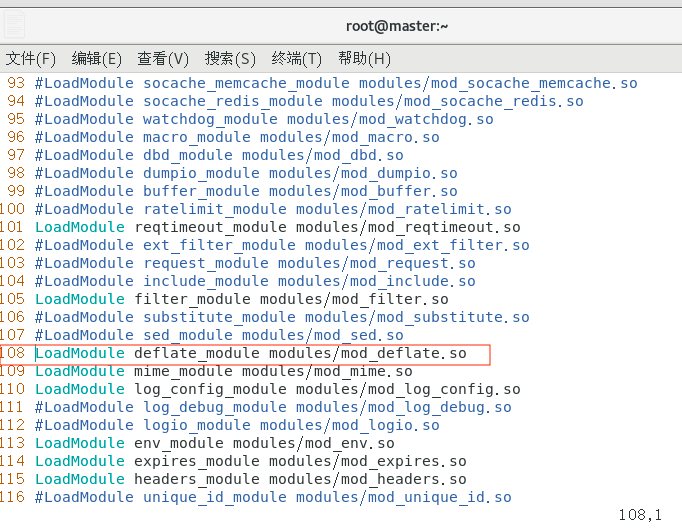 root@master:~
文件(F) 编辑(E) 查看(V) 搜索(S) 终端(T) 帮助(H)
93 #LoadModule socache_memcache_module modules/mod_socache_memcache.so
94 #LoadModule socache_redis_module modules/mod_socache_redis.so
95 #LoadModule watchdog_module modules/mod_watchdog.so
96 #LoadModule macro_module modules/mod_macro.so
97 #LoadModule dbd_module modules/mod_dbd.so
98 #LoadModule dumpio_module modules/mod_dumpio.so
99 #LoadModule buffer_module modules/mod_buffer.so
100 #LoadModule ratelimit_module modules/mod_ratelimit.so
101 LoadModule reqtimeout_module modules/mod_reqtimeout.so
102 #LoadModule ext_filter_module modules/mod_ext_filter.so
103 #LoadModule request_module modules/mod_request.so
104 #LoadModule include_module modules/mod_include.so
105 LoadModule filter_module modules/mod_filter.so
106 #LoadModule substitute_module modules/mod_substitute.so
107 #LoadModule sed_module modules/mod_sed.so
108 LoadModule deflate_module modules/mod_deflate.so
109 LoadModule mime_module modules/mod_mime.so
110 LoadModule log_config_module modules/mod_log_config.so
111 #LoadModule log_debug_module modules/mod_log_debug.so
112 #LoadModule logio_module modules/mod_logio.so
113 LoadModule env_module modules/mod_env.so
114 LoadModule expires_module modules/mod_expires.so
115 LoadModule headers_module modules/mod_headers.so
116 #LoadModule unique_id_module modules/mod_unique_id.so
108,1